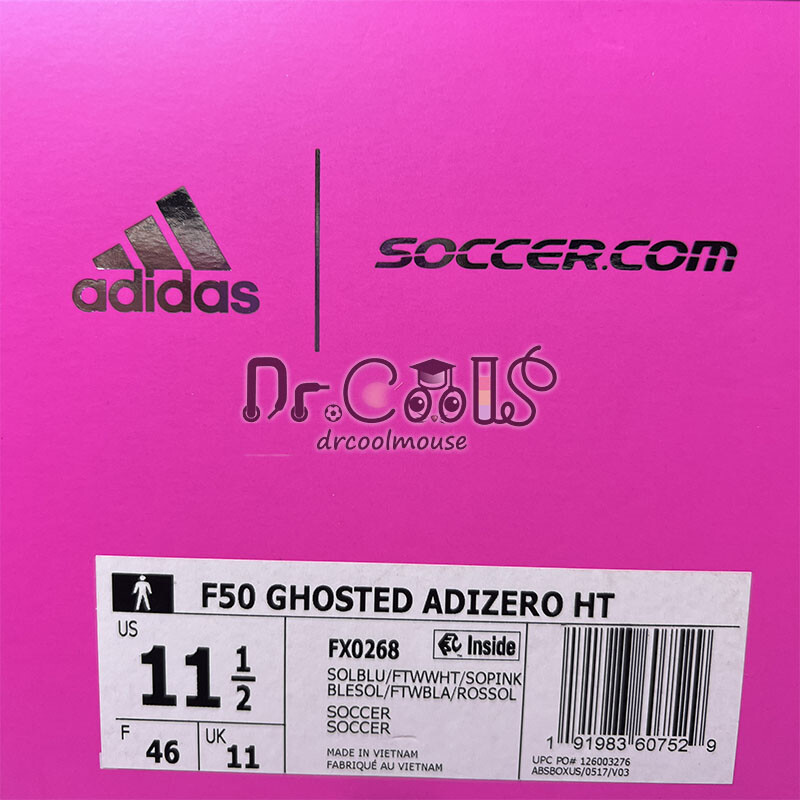 adidas
SOCCER.COM
Dr.Cools
drcoolmouse
F50 GHOSTED ADIZERO HT
US
11 1/2
F
46
UK
11
FX0268
Inside
SOLBLU/FTWWHT/SOPINK
BLESOL/FTWBLA/ROSSOL
SOCCER
SOCCER
MADE IN VIETNAM
FABRIQUÉ AU VIETNAM
1 91983 60752 9
UPC PO# 126003276
ABSBOXUS/0517/V03